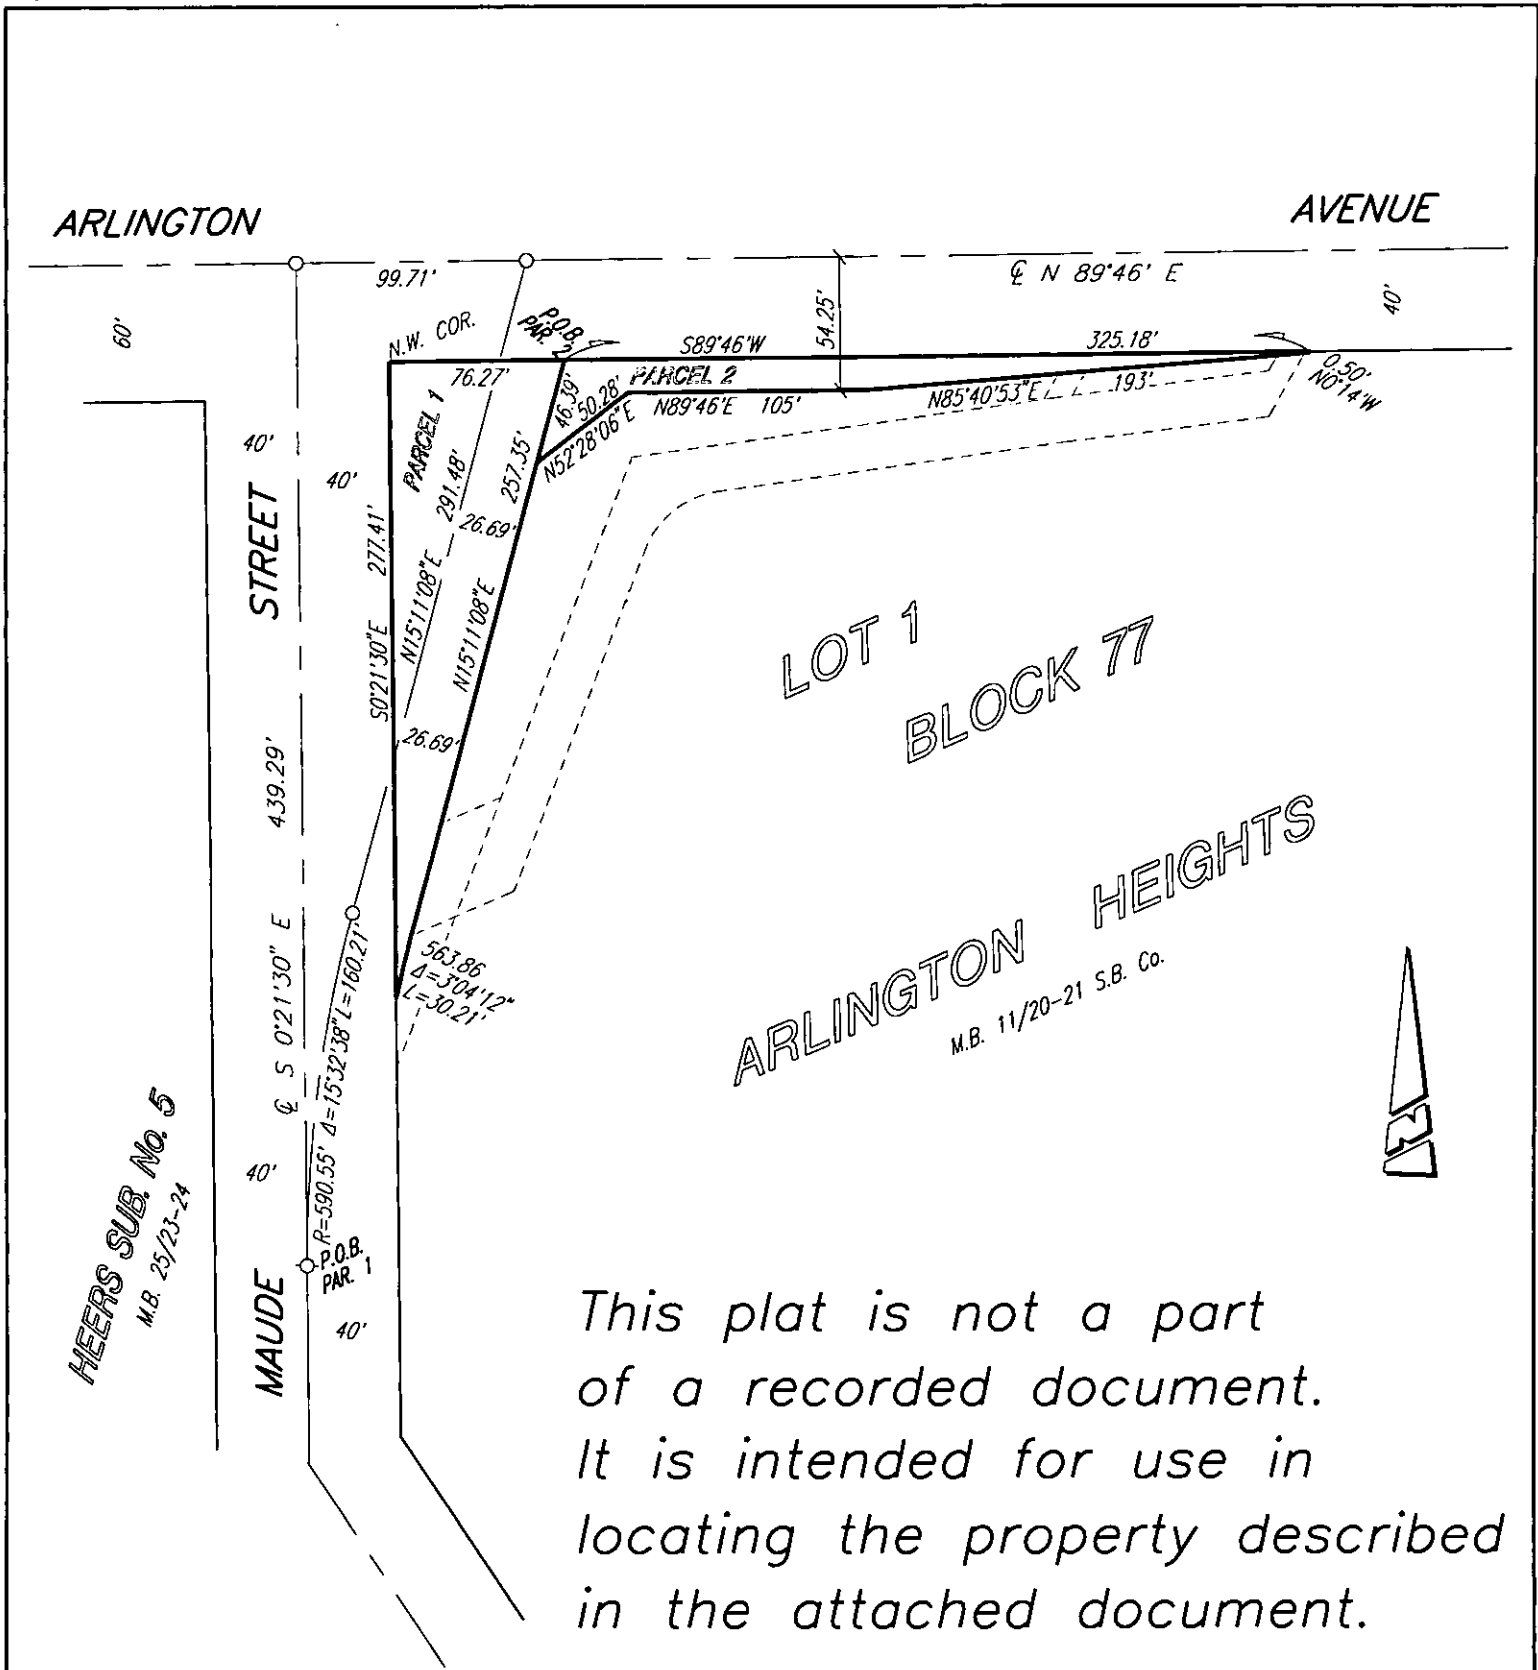 ARLINGTON
AVENUE
99.71'
℄ N 89°46' E
60'
40'
54.25'
N.W. COR.
P.O.B.
PAR. 2
S89°46'W
325.18'
76.27'
PARCEL 2
0.50'
N0°14'W
46.39'
50.28'
N89°46'E 105'
N85°40'53"E
193'
N52°28'06"E
PARCEL 1
291.48'
257.35'
40'
40'
26.69'
277.41'
STREET
N15°11'08"E
N15°11'08"E
S0°21'30"E
26.69'
LOT 1
BLOCK 77
439.29'
ARLINGTON HEIGHTS
M.B. 11/20-21 S.B. Co.
563.86
Δ=3°04'12"
L=30.21'
℄ S 0°21'30" E
R=590.55' Δ=15°32'38" L=160.21'
HEERS SUB. No. 5
M.B. 25/23-24
40'
P.O.B.
PAR. 1
MAUDE
40'
N
This plat is not a part
of a recorded document.
It is intended for use in
locating the property described
in the attached document.